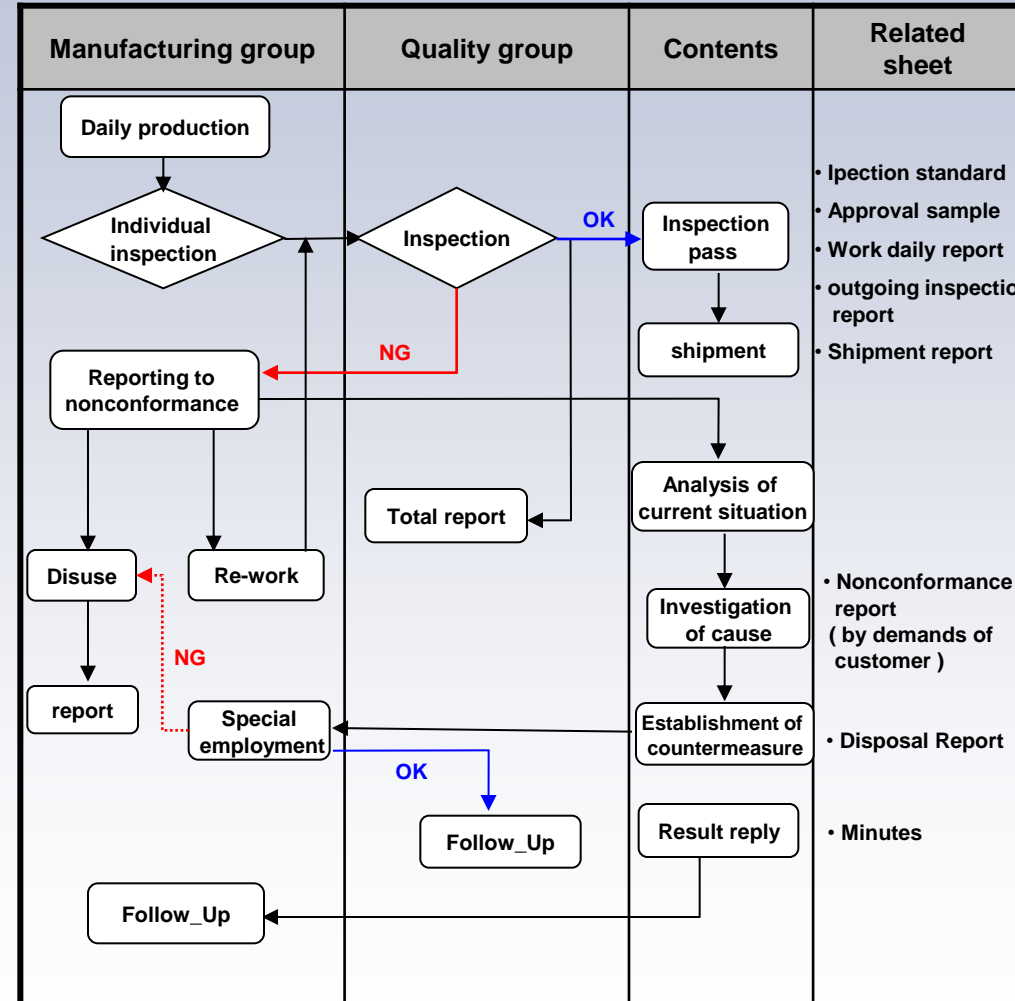 Manufacturing group
Quality group
Contents
Related
sheet
Daily production
Individual
inspection
Inspection
OK
Inspection
pass
shipment
• Ipection standard
• Approval sample
• Work daily report
• outgoing inspectio
report
• Shipment report
NG
Reporting to
nonconformance
Analysis of
current situation
Total report
Disuse
Re-work
Investigation
of cause
• Nonconformance
report
( by demands of
customer )
NG
report
Special
employment
Establishment of
countermeasure
• Disposal Report
OK
Follow_Up
Result reply
• Minutes
Follow_Up